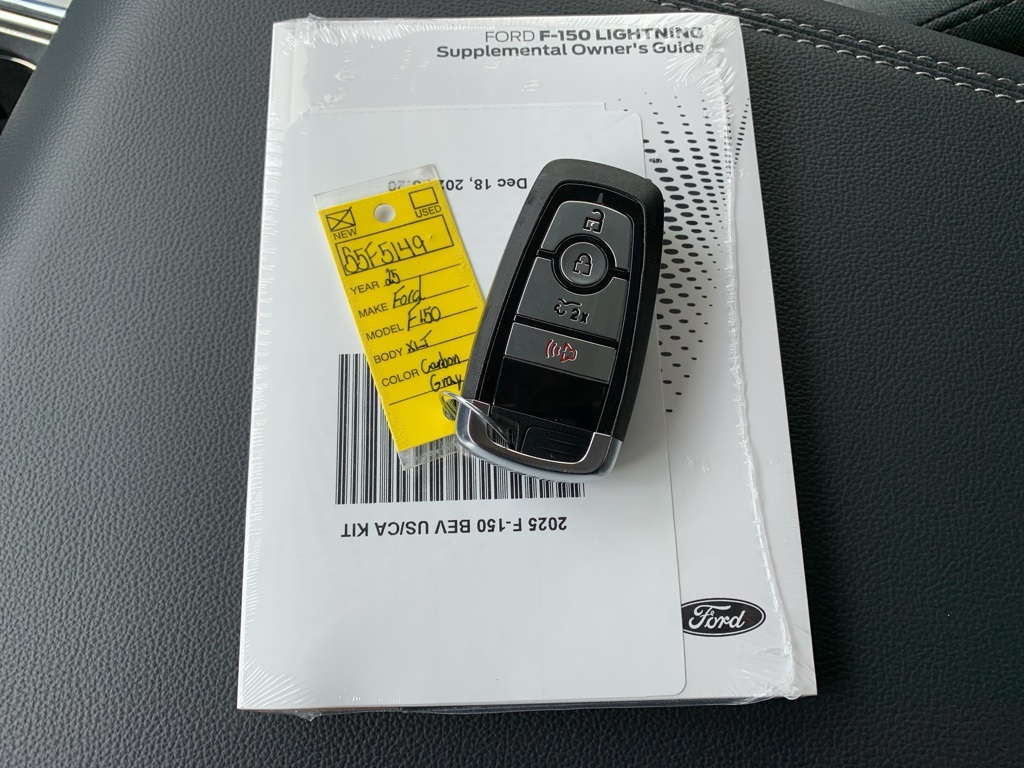 FORD F-150 LIGHTNING
Supplemental Owner's Guide
Dec 18, 
NEW
USED
55F5149
YEAR 25
MAKE Ford
MODEL F150
BODY XLT
COLOR Carbon
Gray
2x
2025 F-150 BEV US/CA KIT
Ford